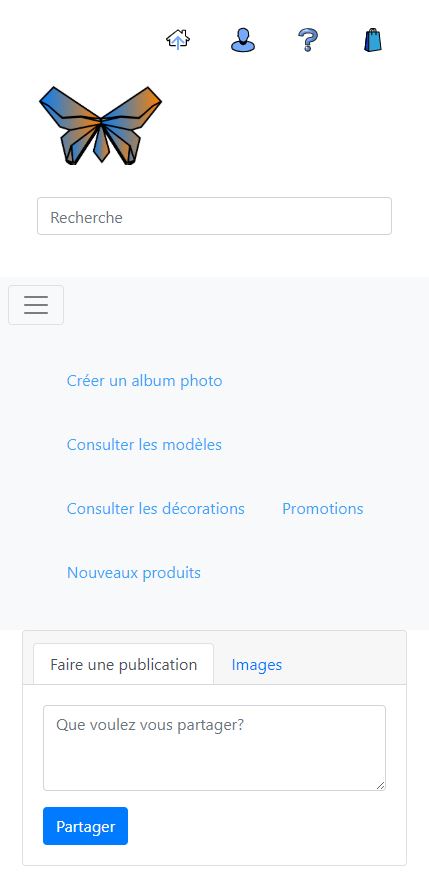 Recherche
Créer un album photo
Consulter les modèles
Consulter les décorations Promotions
Nouveaux produits
Faire une publication Images
Que voulez vous partager?
Partager